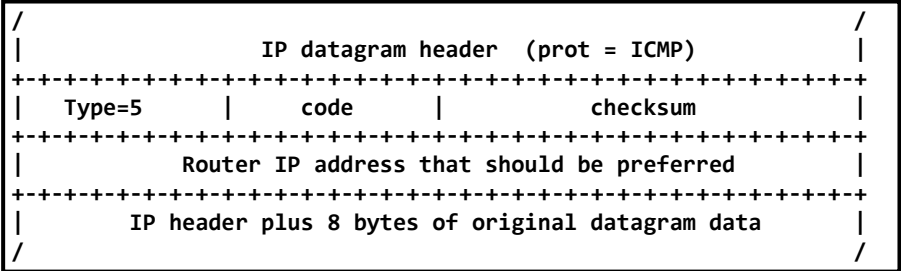 /                                                               /
|                  IP datagram header  (prot = ICMP)            |
+-+-+-+-+-+-+-+-+-+-+-+-+-+-+-+-+-+-+-+-+-+-+-+-+-+-+-+-+-+-+-+-+
|   Type=5      |     code      |           checksum            |
+-+-+-+-+-+-+-+-+-+-+-+-+-+-+-+-+-+-+-+-+-+-+-+-+-+-+-+-+-+-+-+-+
|            Router IP address that should be preferred         |
+-+-+-+-+-+-+-+-+-+-+-+-+-+-+-+-+-+-+-+-+-+-+-+-+-+-+-+-+-+-+-+-+
|        IP header plus 8 bytes of original datagram data       |
/                                                               /